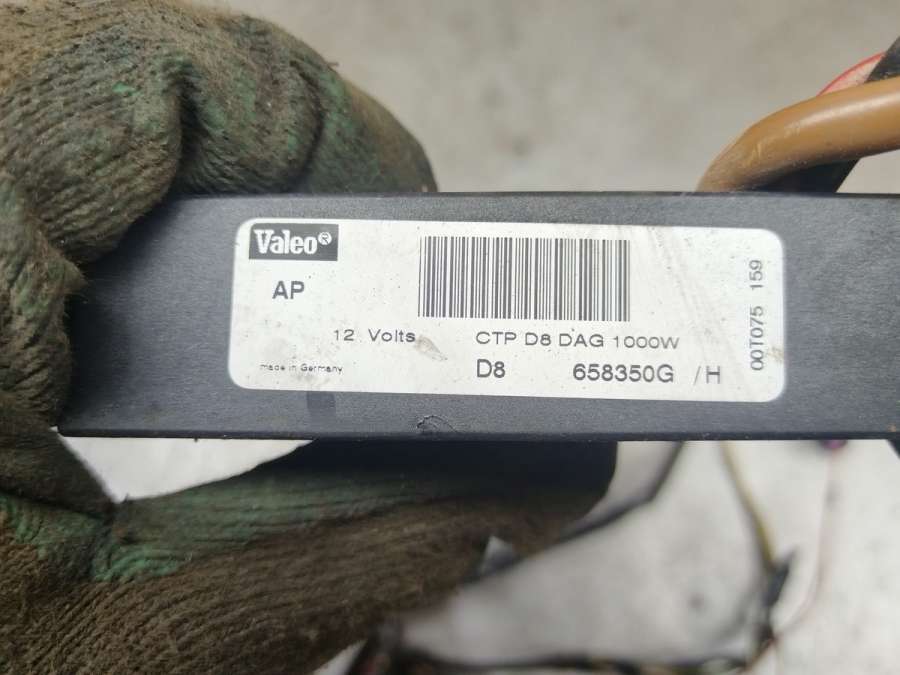 Valeo®
AP
12 Volts
CTP D8 DAG 1000W
made in Germany
D8
658350G /H
00T075 159